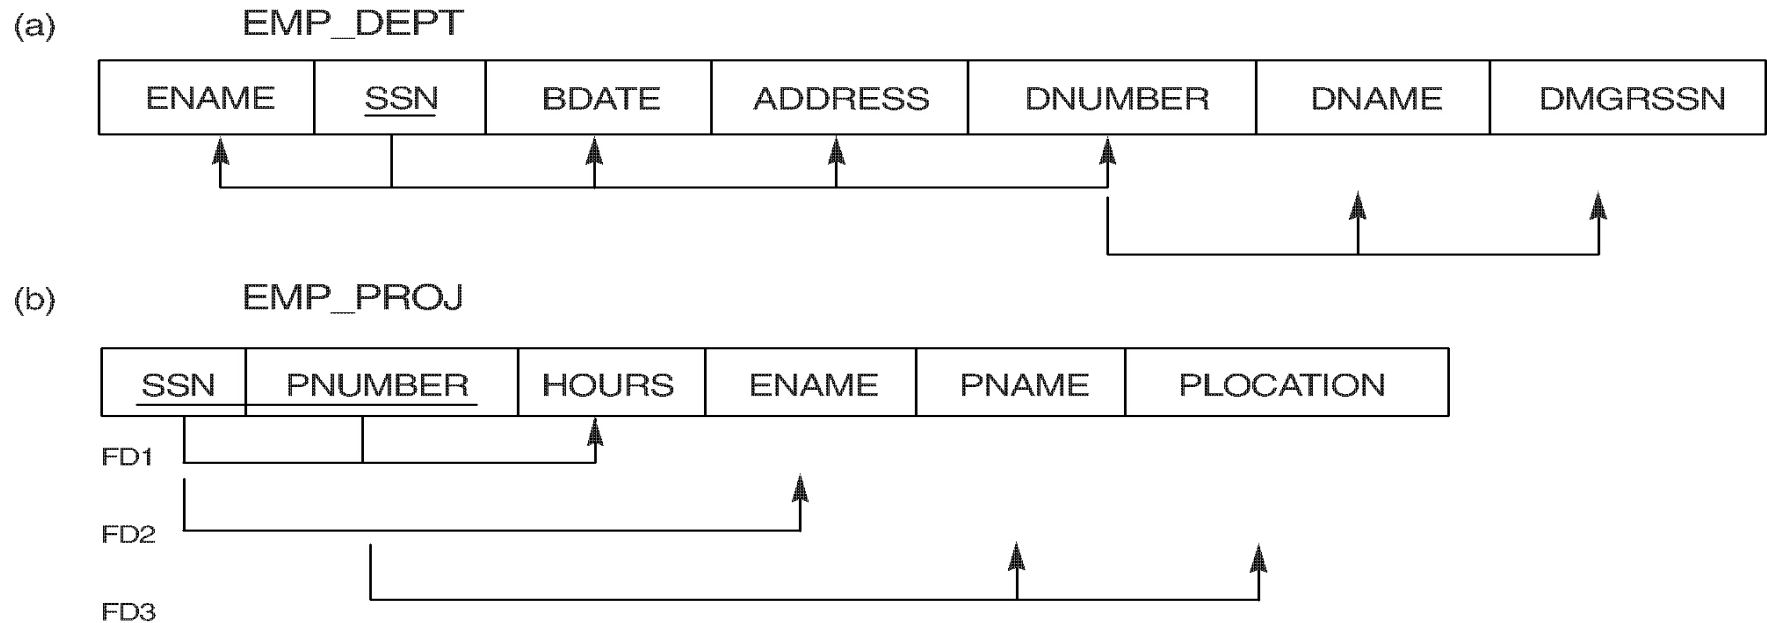 (a) EMP_DEPT
ENAME SSN BDATE ADDRESS DNUMBER DNAME DMGRSSN
(b) EMP_PROJ
SSN PNUMBER HOURS ENAME PNAME PLOCATION
FD1
FD2
FD3